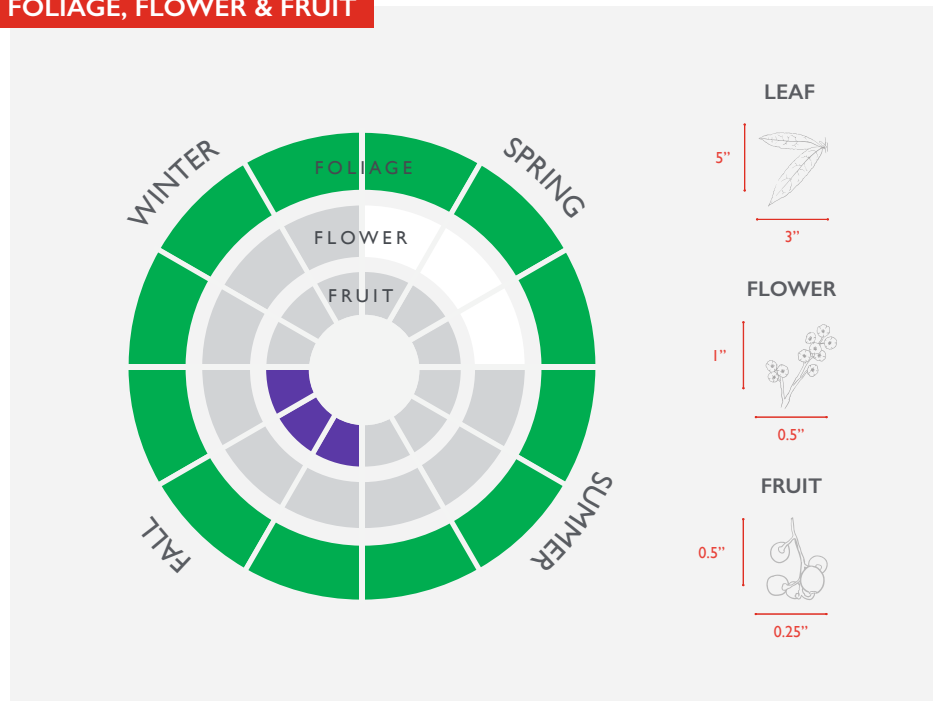 FOLIAGE, FLOWER & FRUIT
WINTER
SPRING
FOLIAGE
FLOWER
FRUIT
FALL
SUMMER
LEAF
5”
3”
FLOWER
1”
0.5”
FRUIT
0.5”
0.25”